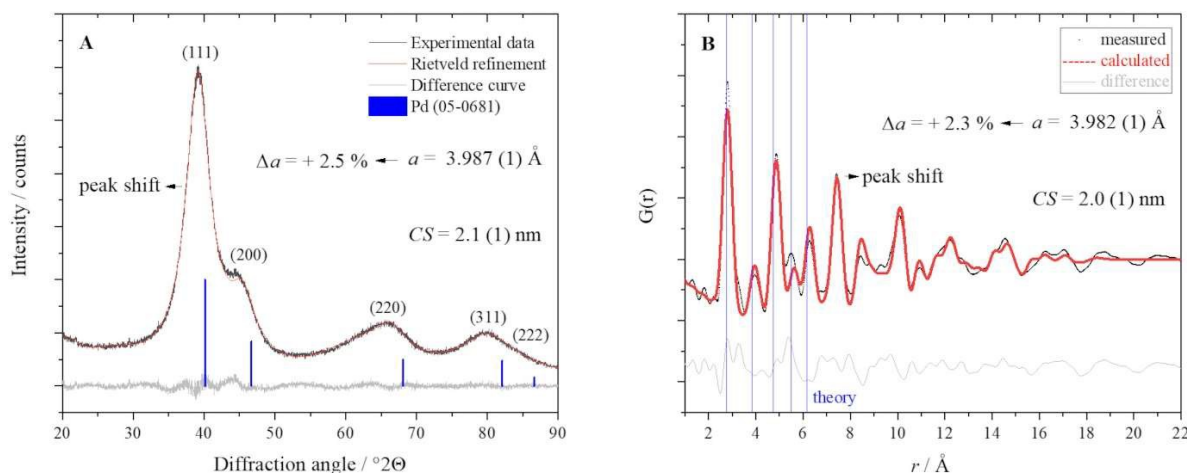 A
(111)
Experimental data
Rietveld refinement
Difference curve
Pd (05-0681)
Δa = + 2.5 % ← a = 3.987 (1) Å
peak shift
CS = 2.1 (1) nm
(200)
(220)
(311)
(222)
Intensity / counts
20 30 40 50 60 70 80 90
Diffraction angle / °2Θ
B
measured
calculated
difference
Δa = + 2.3 % ← a = 3.982 (1) Å
peak shift
CS = 2.0 (1) nm
G(r)
theory
2 4 6 8 10 12 14 16 18 20 22
r / Å